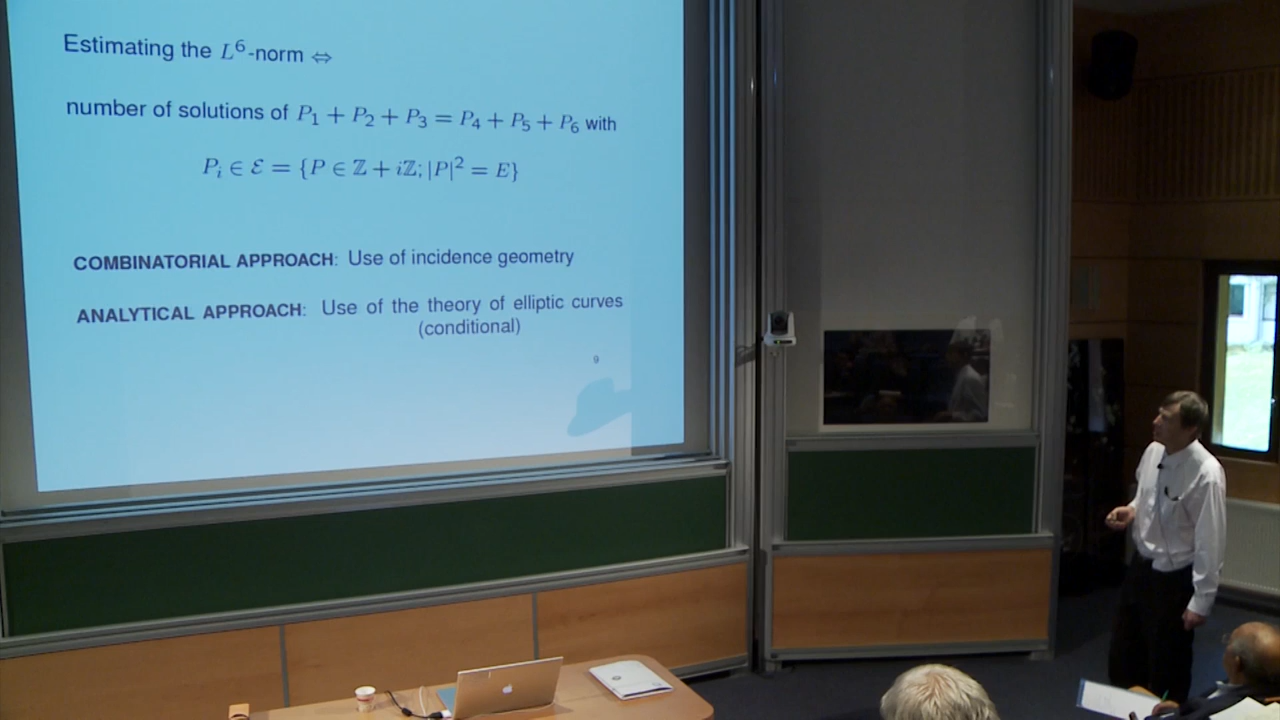 Estimating the L⁶-norm ⇔
number of solutions of P₁ + P₂ + P₃ = P₄ + P₅ + P₆ with
Pᵢ ∈ ℰ = {P ∈ ℤ + iℤ; |P|² = E}
COMBINATORIAL APPROACH: Use of incidence geometry
ANALYTICAL APPROACH: Use of the theory of elliptic curves
(conditional)
9